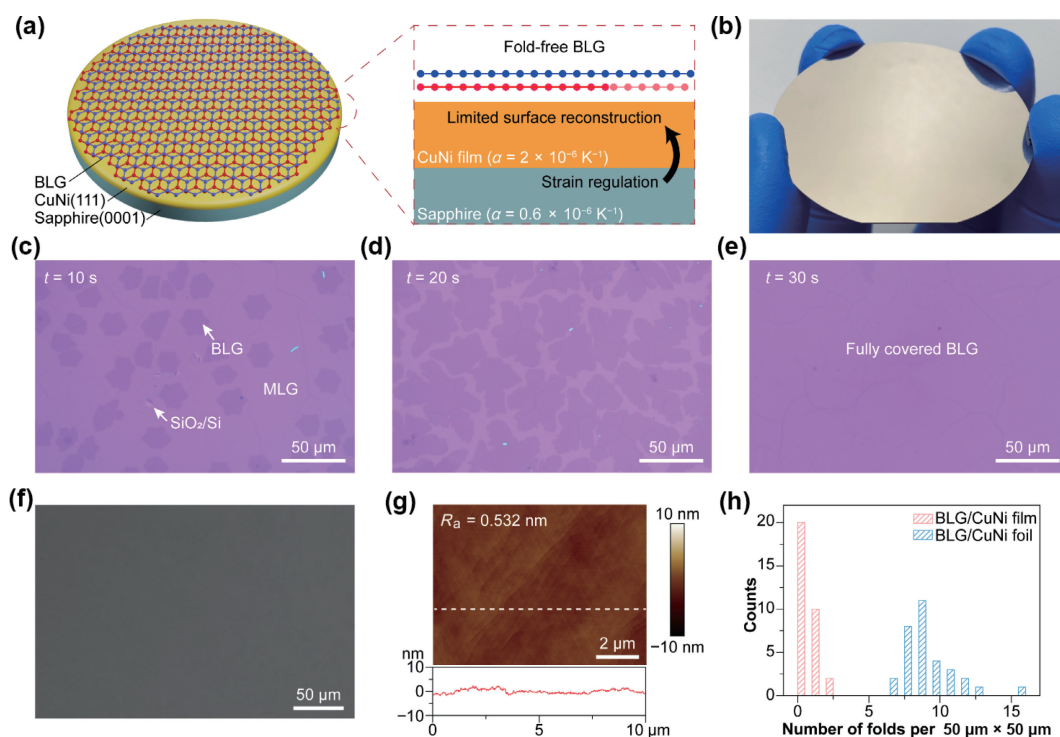 (a)
Fold-free BLG
Limited surface reconstruction
CuNi film (α = 2 × 10⁻⁶ K⁻¹)
Strain regulation
Sapphire (α = 0.6 × 10⁻⁶ K⁻¹)
BLG
CuNi(111)
Sapphire(0001)
(b)
(c)
t = 10 s
BLG
MLG
SiO₂/Si
50 μm
(d)
t = 20 s
50 μm
(e)
t = 30 s
Fully covered BLG
50 μm
(f)
50 μm
(g)
Rₐ = 0.532 nm
10 nm
−10 nm
2 μm
nm
10
0
−10
0
5
10 μm
(h)
BLG/CuNi film
BLG/CuNi foil
Counts
20
15
10
5
0
0
5
10
15
Number of folds per 50 μm × 50 μm